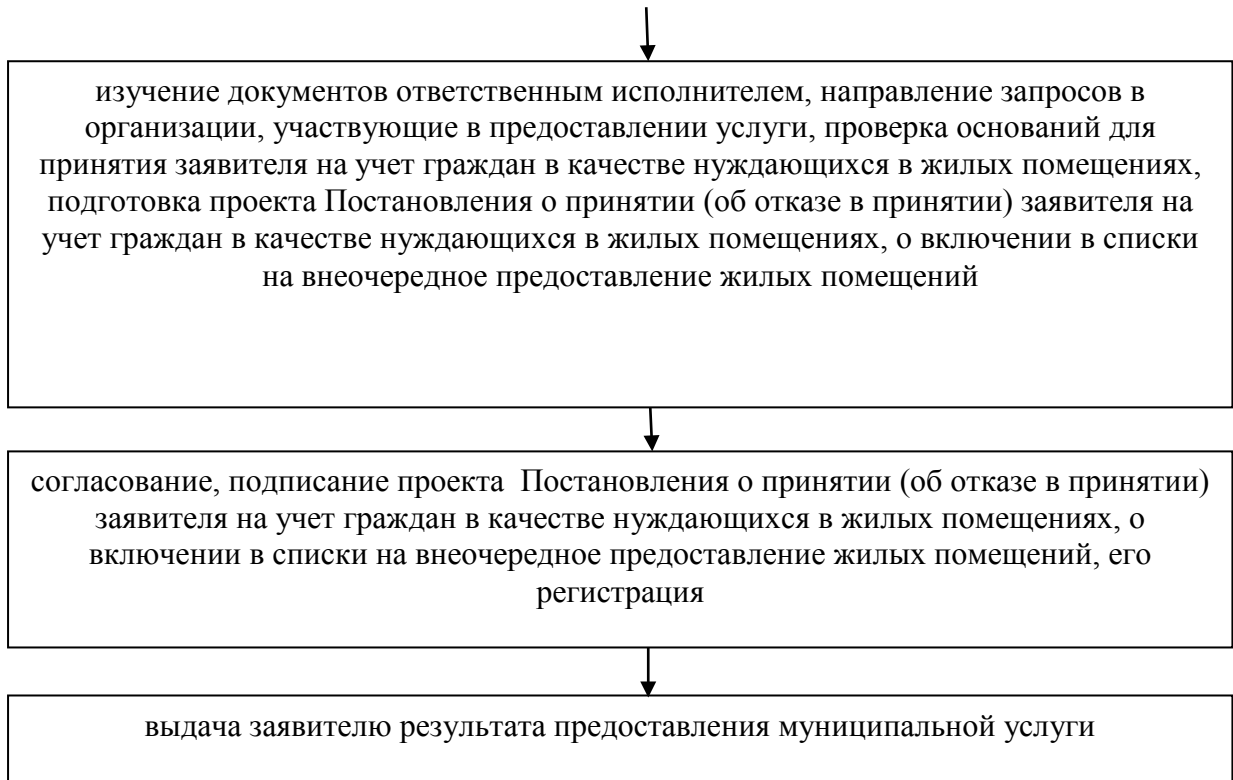 изучение документов ответственным исполнителем, направление запросов в
организации, участвующие в предоставлении услуги, проверка оснований для
принятия заявителя на учет граждан в качестве нуждающихся в жилых помещениях,
подготовка проекта Постановления о принятии (об отказе в принятии) заявителя на
учет граждан в качестве нуждающихся в жилых помещениях, о включении в списки
на внеочередное предоставление жилых помещений
согласование, подписание проекта  Постановления о принятии (об отказе в принятии)
заявителя на учет граждан в качестве нуждающихся в жилых помещениях, о
включении в списки на внеочередное предоставление жилых помещений, его
регистрация
выдача заявителю результата предоставления муниципальной услуги